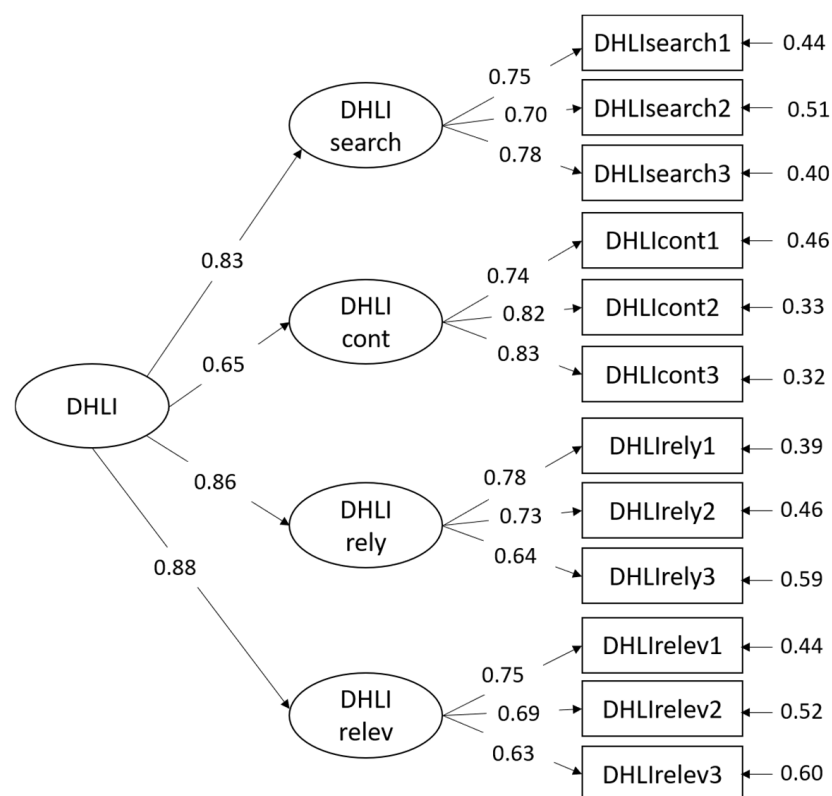 DHLIsearch1
0.44
DHLI
search
0.75
0.70
DHLIsearch2
0.51
0.78
DHLIsearch3
0.40
0.83
DHLIcont1
0.46
DHLI
cont
0.74
0.82
DHLIcont2
0.33
0.83
DHLIcont3
0.32
0.65
DHLI
DHLIrely1
0.39
0.86
DHLI
rely
0.78
0.73
DHLIrely2
0.46
0.64
DHLIrely3
0.59
0.88
DHLIrelev1
0.44
DHLI
relev
0.75
0.69
DHLIrelev2
0.52
0.63
DHLIrelev3
0.60